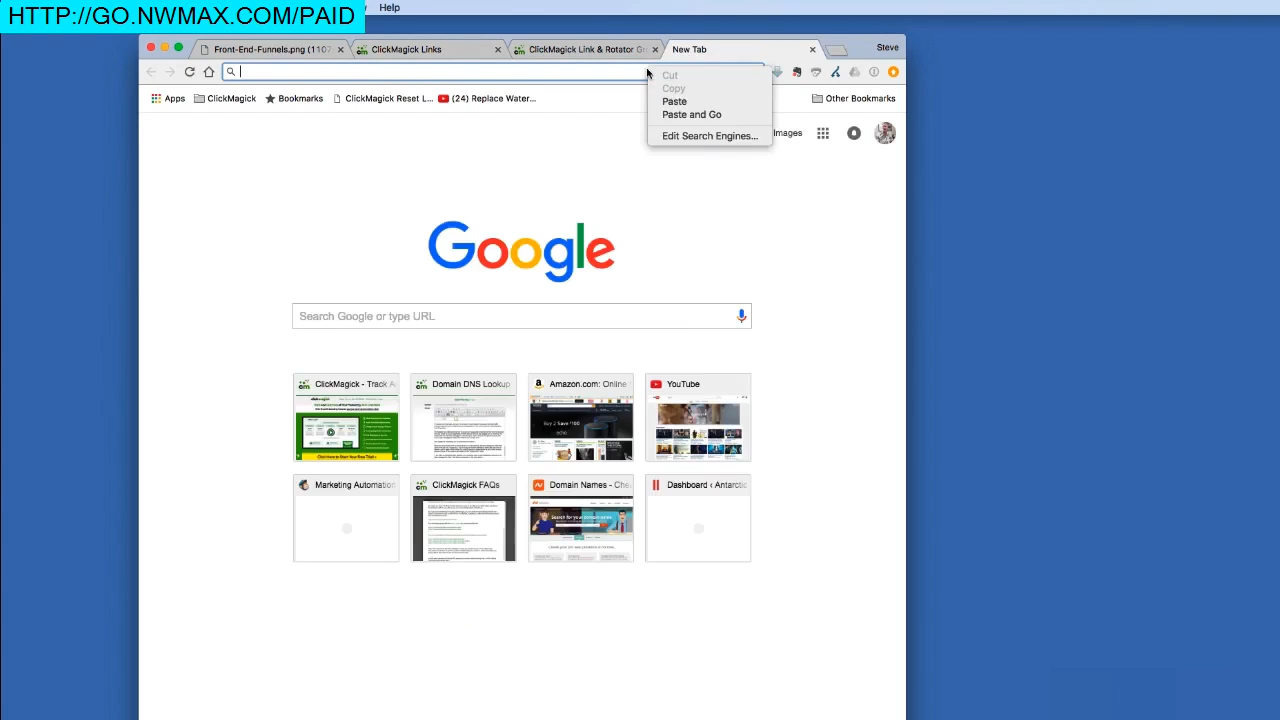 HTTP://GO.NWMAX.COM/PAID
Help
Front-End-Funnels.png (1107
ClickMagick Links
ClickMagick Link & Rotator Gr
New Tab
Steve
Apps
ClickMagick
Bookmarks
ClickMagick Reset L...
(24) Replace Water...
Other Bookmarks
Cut
Copy
Paste
Paste and Go
Edit Search Engines...
Images
Google
Search Google or type URL
ClickMagick - Track A
Domain DNS Lookup
Amazon.com: Online
YouTube
Marketing Automation
ClickMagick FAQs
Domain Names - Che
Dashboard ‹ Antarctic